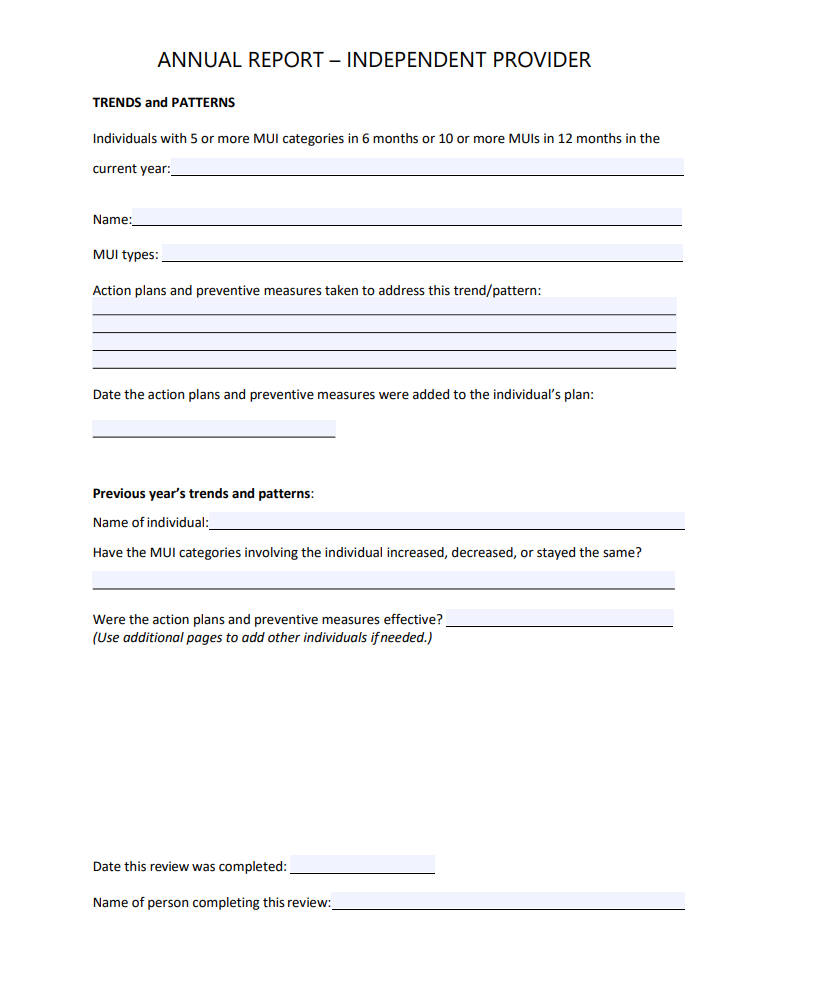 ANNUAL REPORT – INDEPENDENT PROVIDER
TRENDS and PATTERNS
Individuals with 5 or more MUI categories in 6 months or 10 or more MUIs in 12 months in the
current year:
Name:
MUI types:
Action plans and preventive measures taken to address this trend/pattern:
Date the action plans and preventive measures were added to the individual’s plan:
Previous year’s trends and patterns:
Name of individual:
Have the MUI categories involving the individual increased, decreased, or stayed the same?
Were the action plans and preventive measures effective?
(Use additional pages to add other individuals if needed.)
Date this review was completed:
Name of person completing this review: